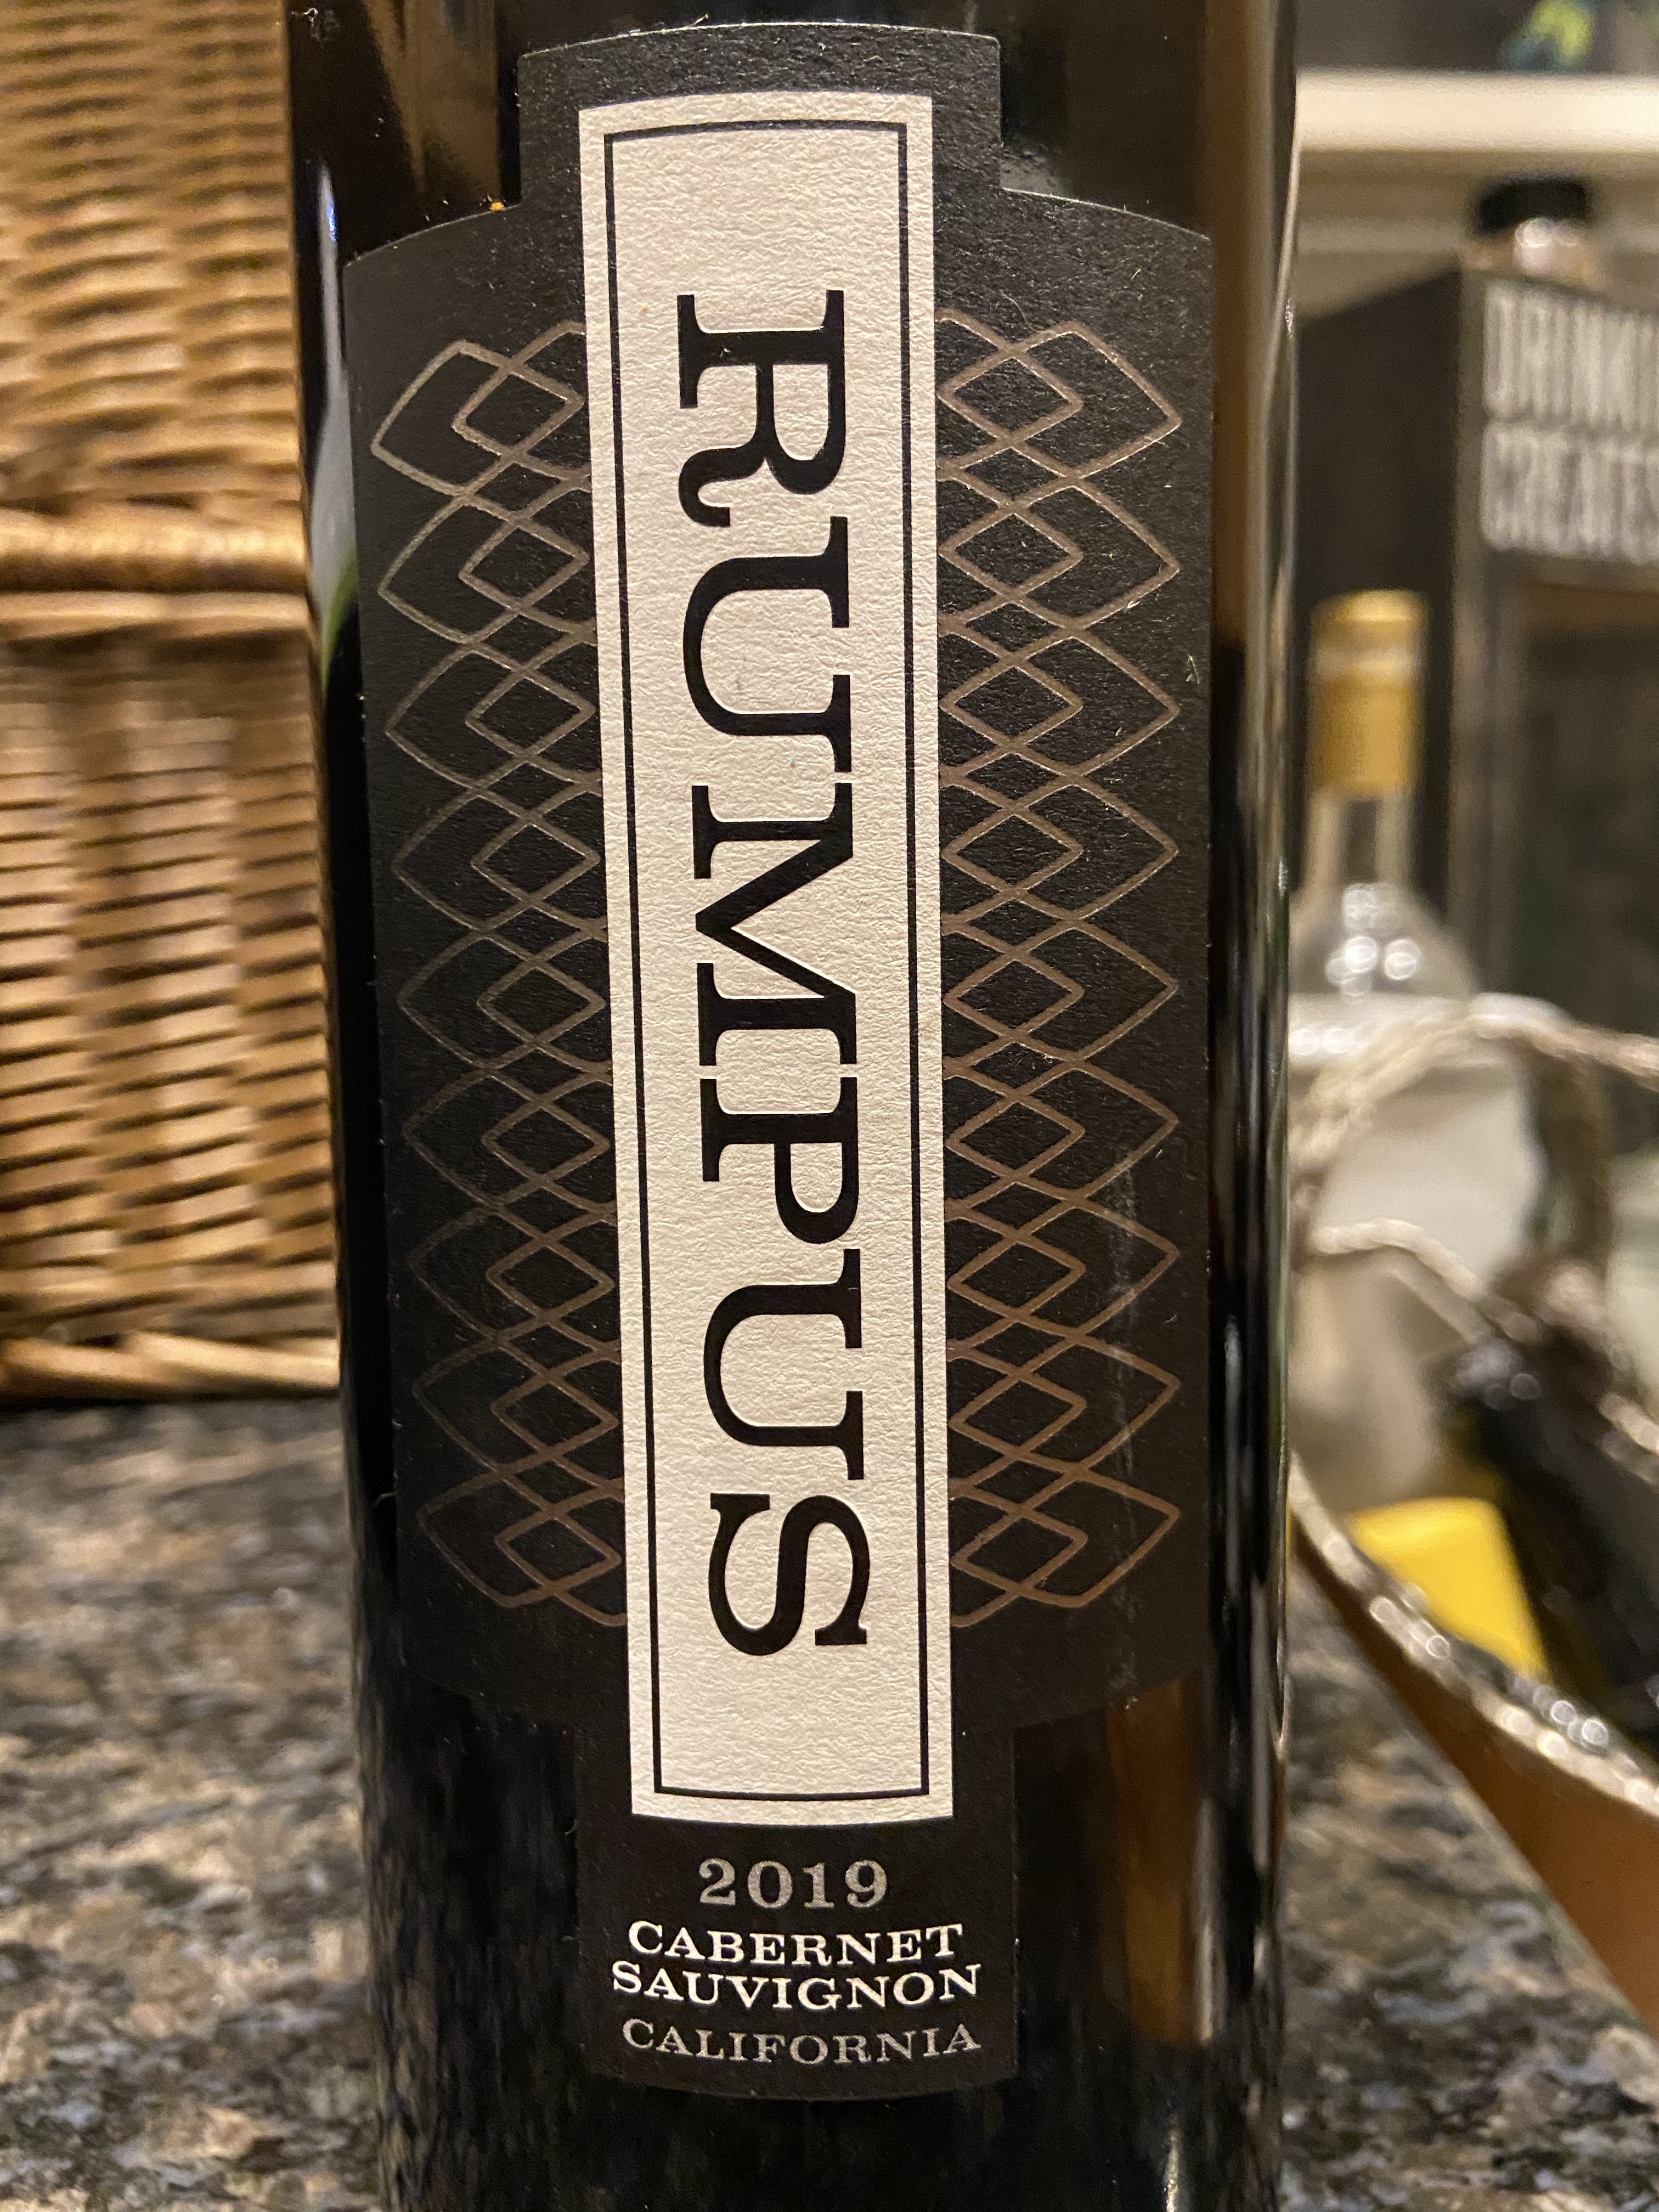 RUMPUS
2019
CABERNET
SAUVIGNON
CALIFORNIA